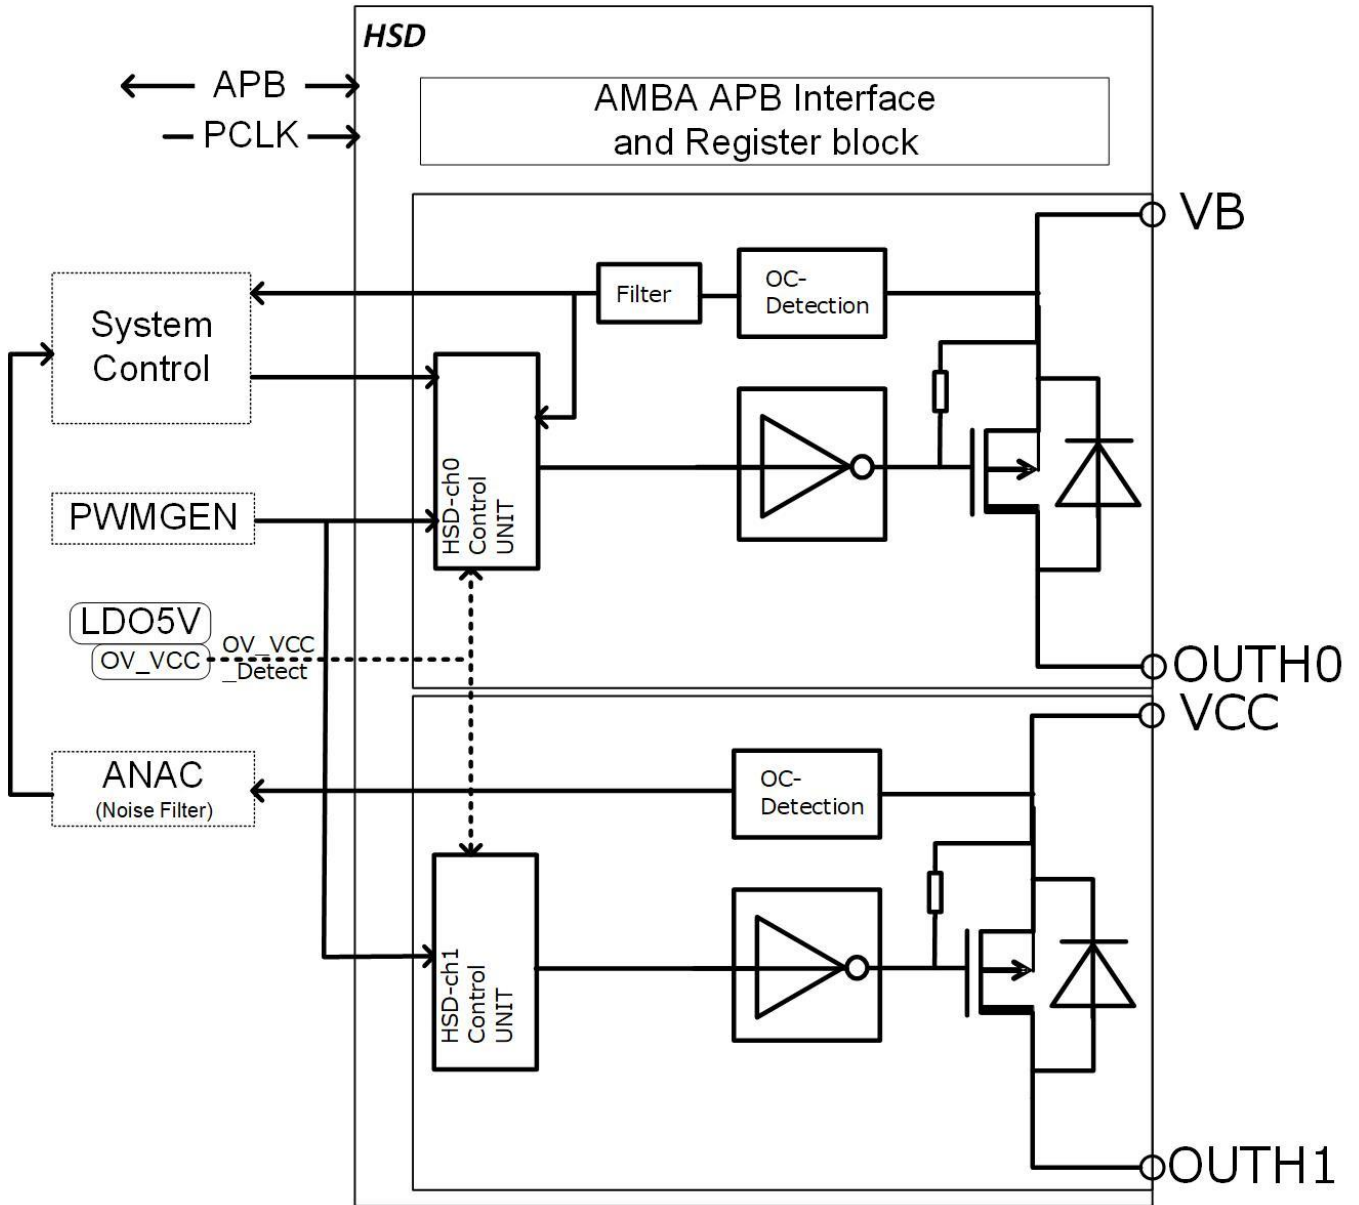 HSD
APB
PCLK
AMBA APB Interface
and Register block
VB
Filter
OC-
Detection
System
Control
HSD-ch0
Control
UNIT
PWMGEN
LDO5V
OV_VCC
OV_VCC
_Detect
OUTH0
VCC
ANAC
(Noise Filter)
OC-
Detection
HSD-ch1
Control
UNIT
OUTH1